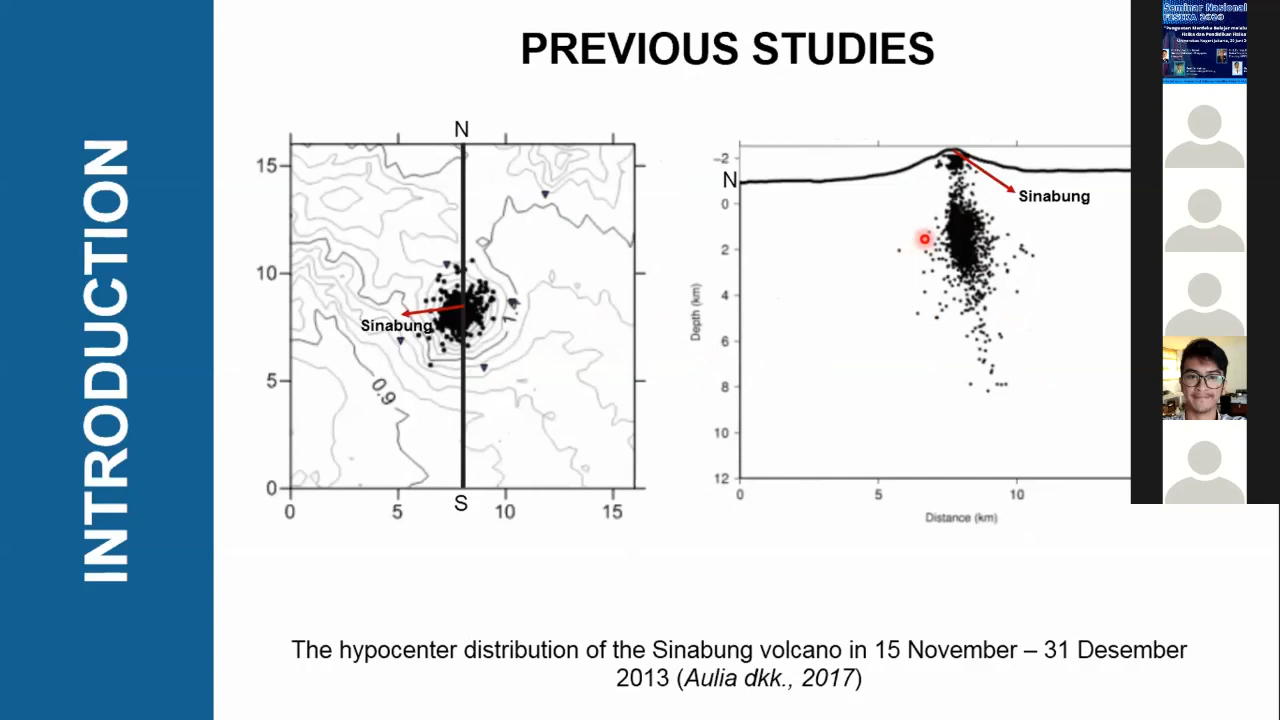 PREVIOUS STUDIES
INTRODUCTION
N
15
10
5
0
0
5
10
15
S
Sinabung
0.9
N
-2
0
2
4
6
8
10
12
Depth (km)
0
5
10
Distance (km)
Sinabung
The hypocenter distribution of the Sinabung volcano in 15 November – 31 Desember
2013 (Aulia dkk., 2017)
Seminar Nasional
2020